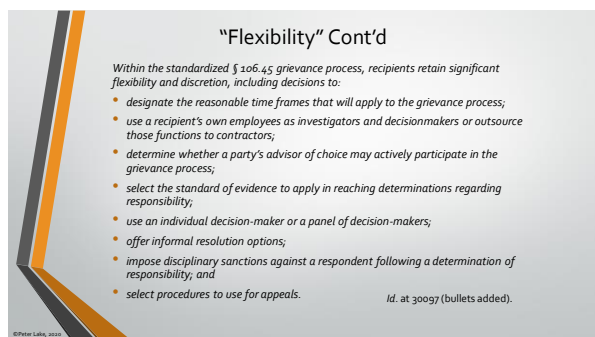 “Flexibility” Cont’d
Within the standardized § 106.45 grievance process, recipients retain significant
flexibility and discretion, including decisions to:
• designate the reasonable time frames that will apply to the grievance process;
• use a recipient’s own employees as investigators and decisionmakers or outsource
those functions to contractors;
• determine whether a party’s advisor of choice may actively participate in the
grievance process;
• select the standard of evidence to apply in reaching determinations regarding
responsibility;
• use an individual decision-maker or a panel of decision-makers;
• offer informal resolution options;
• impose disciplinary sanctions against a respondent following a determination of
responsibility; and
• select procedures to use for appeals.
Id. at 30097 (bullets added).
©Peter Lake, 2020